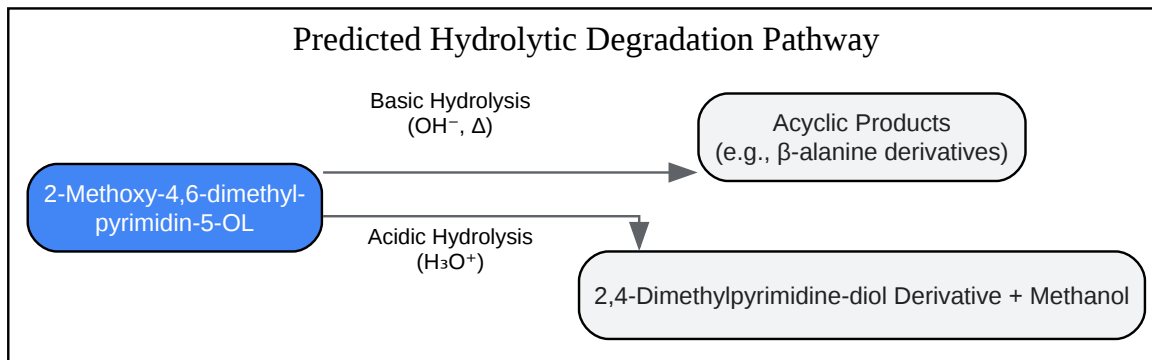 Predicted Hydrolytic Degradation Pathway
Basic Hydrolysis
(OH⁻, Δ)
Acyclic Products
(e.g., β-alanine derivatives)
2-Methoxy-4,6-dimethyl-
pyrimidin-5-OL
Acidic Hydrolysis
(H₃O⁺)
2,4-Dimethylpyrimidine-diol Derivative + Methanol